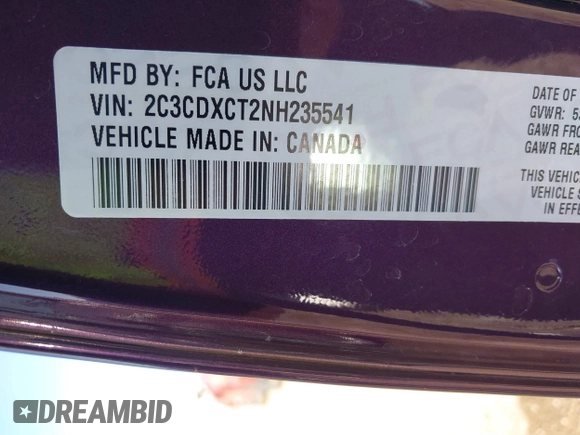 MFD BY: FCA US LLC
VIN: 2C3CDXCT2NH235541
VEHICLE MADE IN: CANADA
DATE OF
GVWR:
GAWR FRO
GAWR REA
THIS VEHICLE
VEHICLE S
IN EFFE
DREAMBID